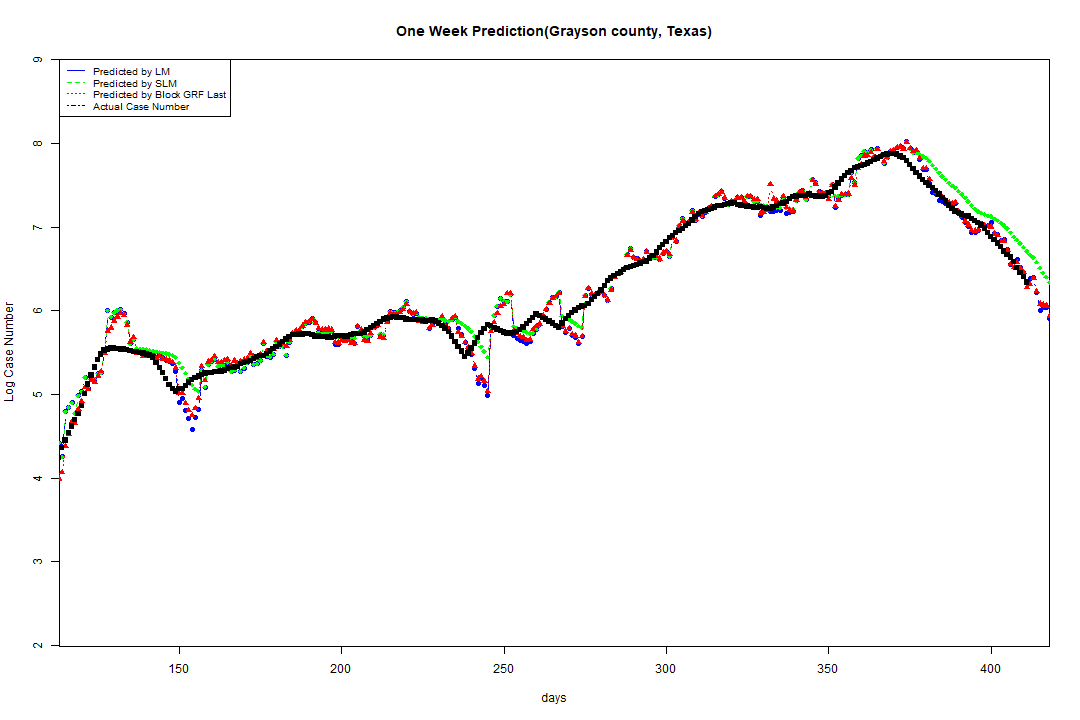 One Week Prediction(Grayson county, Texas)
Predicted by LM
Predicted by SLM
Predicted by Block GRF Last
Actual Case Number
9
8
7
6
5
4
3
2
Log Case Number
150 200 250 300 350 400
days